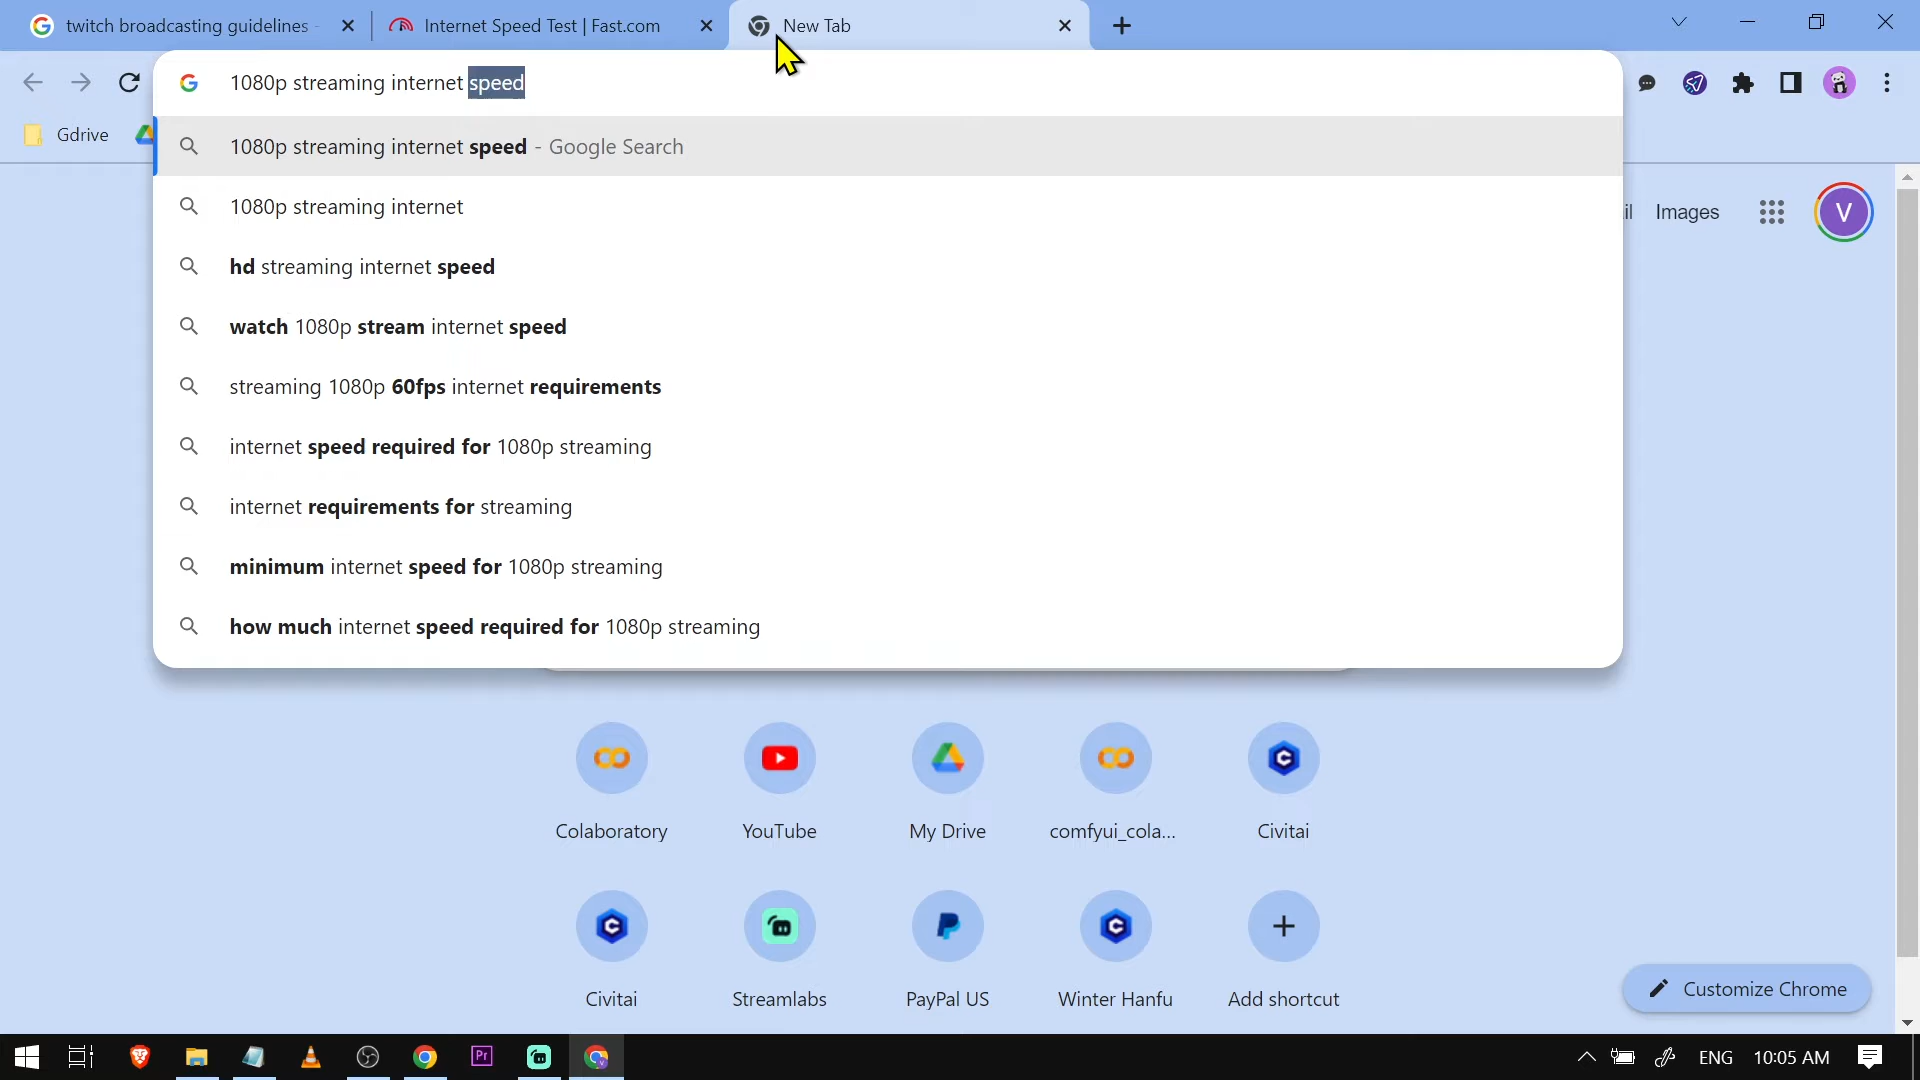 twitch broadcasting guidelines
Internet Speed Test | Fast.com
New Tab
1080p streaming internet speed
Gdrive
1080p streaming internet speed - Google Search
1080p streaming internet
hd streaming internet speed
watch 1080p stream internet speed
streaming 1080p 60fps internet requirements
internet speed required for 1080p streaming
internet requirements for streaming
minimum internet speed for 1080p streaming
how much internet speed required for 1080p streaming
il Images
V
Colaboratory
YouTube
My Drive
comfyui_cola...
Civitai
Civitai
Streamlabs
PayPal US
Winter Hanfu
Add shortcut
Customize Chrome
Pr
ENG
10:05 AM